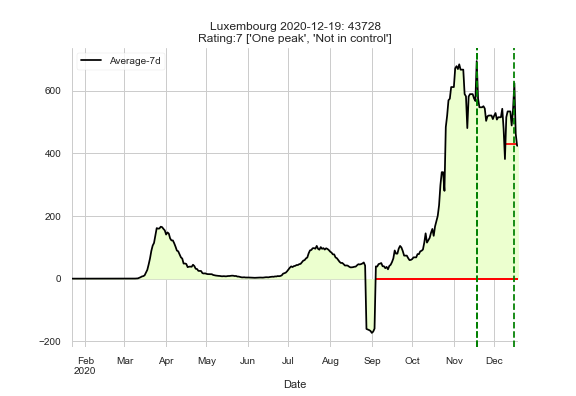 Luxembourg 2020-12-19: 43728
Rating:7 ['One peak', 'Not in control']
Average-7d
600
400
200
0
−200
Feb Mar Apr May Jun Jul Aug Sep Oct Nov Dec
2020
Date